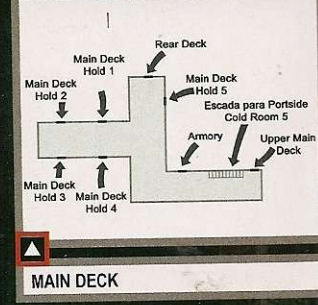 Rear Deck
Main Deck
Hold 1
Main Deck
Hold 2
Main Deck
Hold 5
Escada para Portside
Cold Room 5
Armory
Upper Main
Deck
Main Deck
Hold 3
Main Deck
Hold 4
MAIN DECK